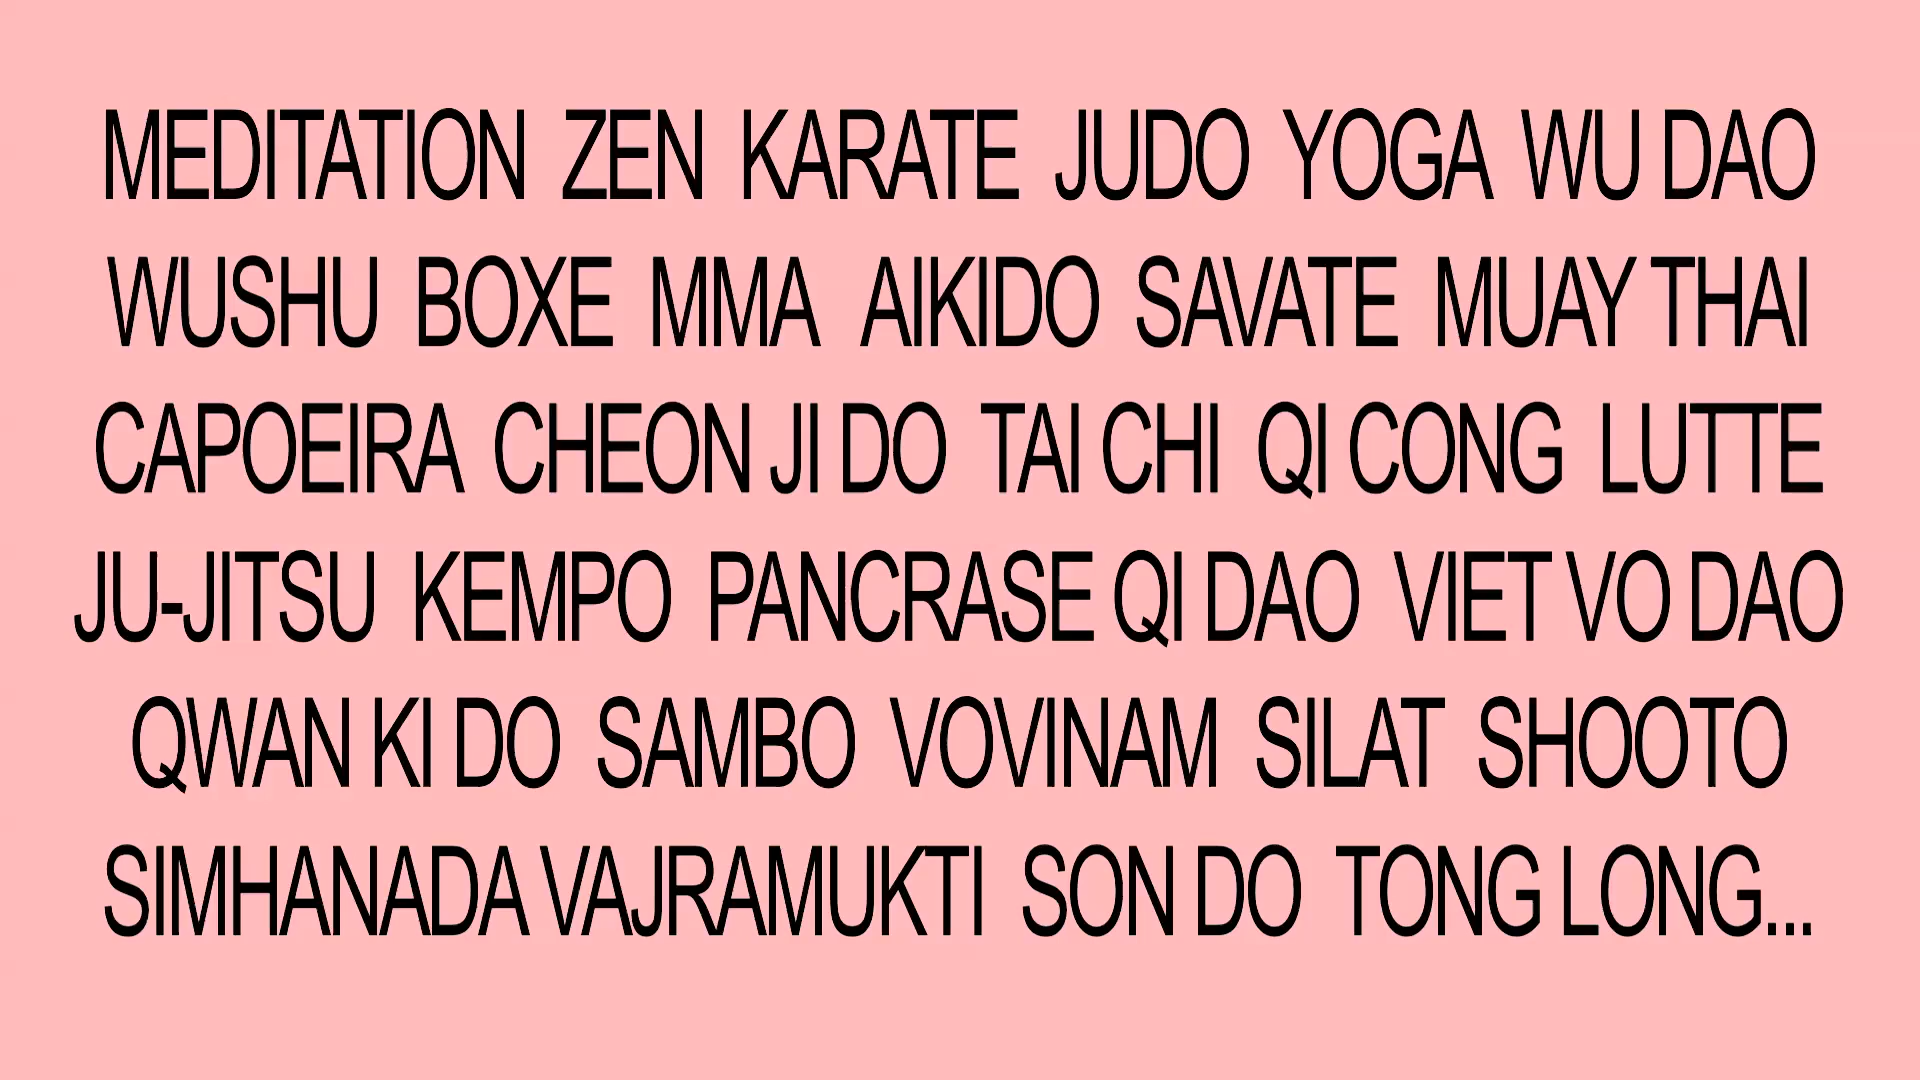 MEDITATION ZEN KARATE JUDO YOGA WU DAO
WUSHU BOXE MMA AIKIDO SAVATE MUAY THAI
CAPOEIRA CHEON JI DO TAI CHI QI CONG LUTTE
JU-JITSU KEMPO PANCRASE QI DAO VIET VO DAO
QWAN KI DO SAMBO VOVINAM SILAT SHOOTO
SIMHANADA VAJRAMUKTI SON DO TONG LONG...